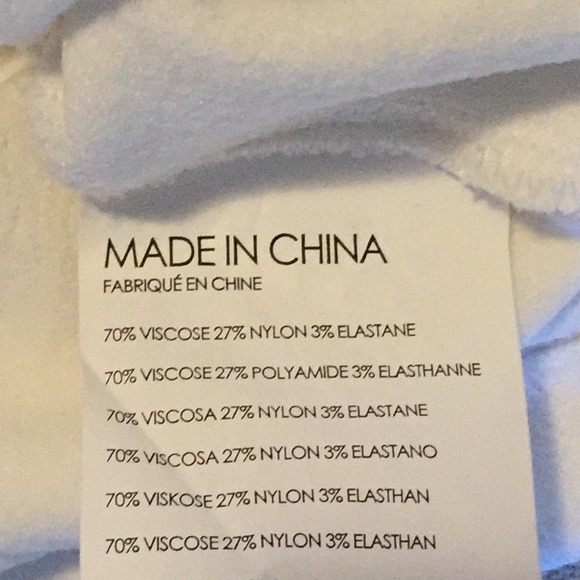 MADE IN CHINA
FABRIQUÉ EN CHINE
70% VISCOSE 27% NYLON 3% ELASTANE
70% VISCOSE 27% POLYAMIDE 3% ELASTHANNE
70% VISCOSA 27% NYLON 3% ELASTANE
70% VISCOSA 27% NYLON 3% ELASTANO
70% VISKOSE 27% NYLON 3% ELASTHAN
70% VISCOSE 27% NYLON 3% ELASTHAN